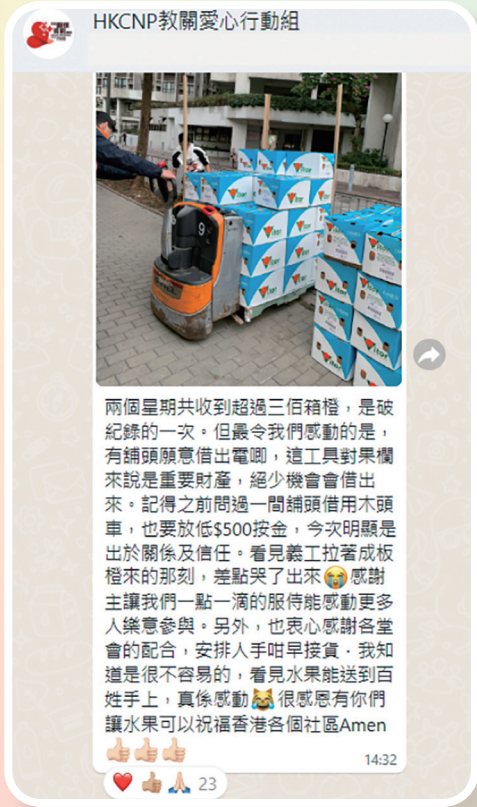 HKCNP教關愛心行動組
9
Vitor
Vitor
Vitor
Vitor
兩個星期共收到超過三佰箱橙，是破
紀錄的一次。但最令我們感動的是，
有舖頭願意借出電唧，這工具對果欄
來說是重要財產，絕少機會會借出
來。記得之前問過一間舖頭借用木頭
車，也要放低$500按金，今次明顯是
出於關係及信任。看見義工拉著成板
橙來的那刻，差點哭了出來😭感謝
主讓我們一點一滴的服侍能感動更多
人樂意參與。另外，也衷心感謝各堂
會的配合，安排人手咁早接貨．我知
道是很不容易的，看見水果能送到百
姓手上，真係感動😹很感恩有你們
讓水果可以祝福香港各個社區Amen
👍🏻👍🏻👍🏻
14:32
❤️👍🏽🙏🏻 23